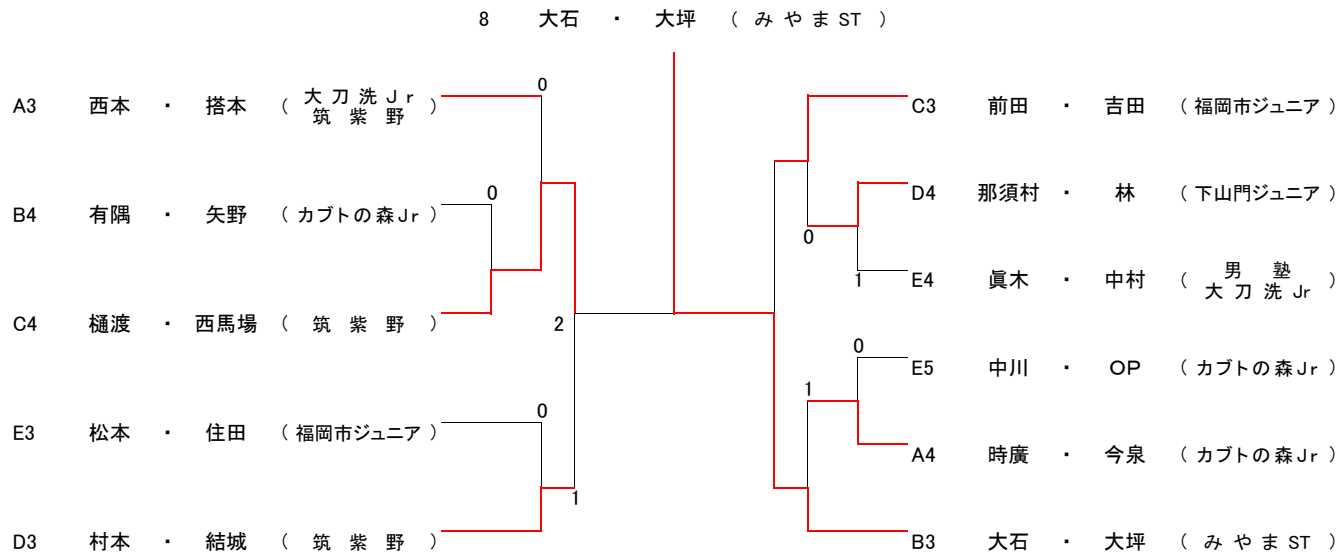 8 大石 ・ 大坪 （ みやまST ）
0
A3 西本 ・ 搭本 （ 大刀洗Jr 筑紫野 ）
C3 前田 ・ 吉田 （ 福岡市ジュニア ）
0
B4 有隅 ・ 矢野 （ カブトの森Jr ）
D4 那須村 ・ 林 （ 下山門ジュニア ）
0
1
E4 眞木 ・ 中村 （ 男塾 大刀洗Jr ）
C4 樋渡 ・ 西馬場 （ 筑紫野 ）
2
0
E5 中川 ・ OP （ カブトの森Jr ）
1
0
E3 松本 ・ 住田 （ 福岡市ジュニア ）
A4 時廣 ・ 今泉 （ カブトの森Jr ）
1
D3 村本 ・ 結城 （ 筑紫野 ）
B3 大石 ・ 大坪 （ みやまST ）